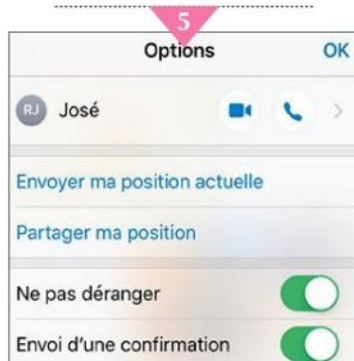 5
Options OK
RJ José
Envoyer ma position actuelle
Partager ma position
Ne pas déranger
Envoi d'une confirmation